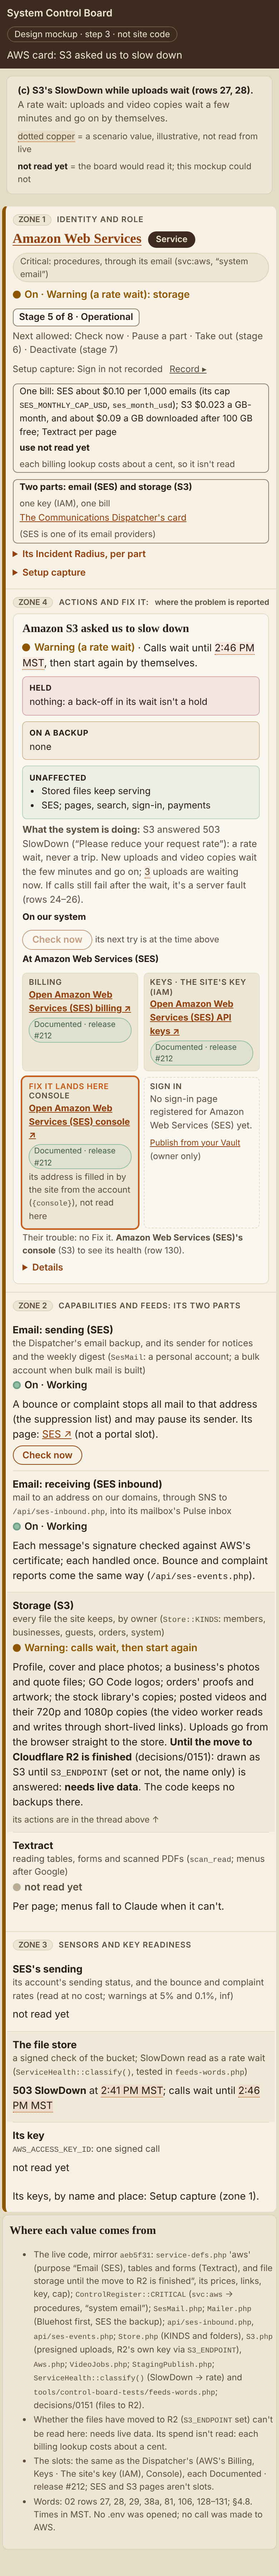 System Control Board
Design mockup · step 3 · not site code
AWS card: S3 asked us to slow down
(c) S3's SlowDown while uploads wait (rows 27, 28).
A rate wait: uploads and video copies wait a few
minutes and go on by themselves.
dotted copper = a scenario value, illustrative, not read from
live
not read yet = the board would read it; this mockup could
not
ZONE 1 IDENTITY AND ROLE
Amazon Web Services Service
Critical: procedures, through its email (svc:aws, “system
email”)
On · Warning (a rate wait): storage
Stage 5 of 8 · Operational
Next allowed: Check now · Pause a part · Take out (stage
6) · Deactivate (stage 7)
Setup capture: Sign in not recorded Record ▸
One bill: SES about $0.10 per 1,000 emails (its cap
SES_MONTHLY_CAP_USD, ses_month_usd); S3 $0.023 a GB-
month, and about $0.09 a GB downloaded after 100 GB
free; Textract per page
use not read yet
each billing lookup costs about a cent, so it isn't read
Two parts: email (SES) and storage (S3)
one key (IAM), one bill
The Communications Dispatcher's card
(SES is one of its email providers)
▸ Its Incident Radius, per part
▸ Setup capture
ZONE 4 ACTIONS AND FIX IT: where the problem is reported
Amazon S3 asked us to slow down
Warning (a rate wait) · Calls wait until 2:46 PM
MST, then start again by themselves.
HELD
nothing: a back-off in its wait isn't a hold
ON A BACKUP
none
UNAFFECTED
• Stored files keep serving
• SES; pages, search, sign-in, payments
What the system is doing: S3 answered 503
SlowDown (“Please reduce your request rate”): a rate
wait, never a trip. New uploads and video copies wait
the few minutes and go on; 3 uploads are waiting
now. If calls still fail after the wait, it's a server fault
(rows 24–26).
On our system
Check now its next try is at the time above
At Amazon Web Services (SES)
BILLING
Open Amazon Web
Services (SES) billing ↗
Documented · release
#212
KEYS · THE SITE'S KEY
(IAM)
Open Amazon Web
Services (SES) API
keys ↗
Documented · release
#212
FIX IT LANDS HERE
CONSOLE
Open Amazon Web
Services (SES) console
↗
Documented · release
#212
its address is filled in by
the site from the account
({console}), not read
here
SIGN IN
No sign-in page
registered for Amazon
Web Services (SES) yet.
Publish from your Vault
(owner only)
Their trouble: no Fix it. Amazon Web Services (SES)'s
console (S3) to see its health (row 130).
▸ Details
ZONE 2 CAPABILITIES AND FEEDS: ITS TWO PARTS
Email: sending (SES)
the Dispatcher's email backup, and its sender for notices
and the weekly digest (SesMail: a personal account; a bulk
account when bulk mail is built)
On · Working
A bounce or complaint stops all mail to that address
(the suppression list) and may pause its sender. Its
page: SES ↗ (not a portal slot).
Check now
Email: receiving (SES inbound)
mail to an address on our domains, through SNS to
/api/ses-inbound.php, into its mailbox's Pulse inbox
On · Working
Each message's signature checked against AWS's
certificate; each handled once. Bounce and complaint
reports come the same way (/api/ses-events.php).
Storage (S3)
every file the site keeps, by owner (Store::KINDS: members,
businesses, guests, orders, system)
Warning: calls wait, then start again
Profile, cover and place photos; a business's photos
and quote files; GO Code logos; orders' proofs and
artwork; the stock library's copies; posted videos and
their 720p and 1080p copies (the video worker reads
and writes through short-lived links). Uploads go from
the browser straight to the store. Until the move to
Cloudflare R2 is finished (decisions/0151): drawn as
S3 until S3_ENDPOINT (set or not, the name only) is
answered: needs live data. The code keeps no
backups there.
its actions are in the thread above ↑
Textract
reading tables, forms and scanned PDFs (scan_read; menus
after Google)
not read yet
Per page; menus fall to Claude when it can't.
ZONE 3 SENSORS AND KEY READINESS
SES's sending
its account's sending status, and the bounce and complaint
rates (read at no cost; warnings at 5% and 0.1%, inf)
not read yet
The file store
a signed check of the bucket; SlowDown read as a rate wait
(ServiceHealth::classify(), tested in feeds-words.php)
503 SlowDown at 2:41 PM MST; calls wait until 2:46
PM MST
Its key
AWS_ACCESS_KEY_ID: one signed call
not read yet
Its keys, by name and place: Setup capture (zone 1).
Where each value comes from
• The live code, mirror aeb5f31: service-defs.php 'aws'
(purpose “Email (SES), tables and forms (Textract), and file
storage until the move to R2 is finished”, its prices, links,
key, cap); ControlRegister::CRITICAL (svc:aws →
procedures, “system email”); SesMail.php; Mailer.php
(Bluehost first, SES the backup); api/ses-inbound.php,
api/ses-events.php; Store.php (KINDS and folders), S3.php
(presigned uploads, R2's own key via S3_ENDPOINT),
Aws.php; VideoJobs.php; StagingPublish.php;
ServiceHealth::classify() (SlowDown → rate) and
tools/control-board-tests/feeds-words.php;
decisions/0151 (files to R2).
• Whether the files have moved to R2 (S3_ENDPOINT set) can't
be read here: needs live data. Its spend isn't read: each
billing lookup costs about a cent.
• The slots: the same as the Dispatcher's (AWS's Billing,
Keys · The site's key (IAM), Console), each Documented ·
release #212; SES and S3 pages aren't slots.
• Words: 02 rows 27, 28, 29, 38a, 81, 106, 128–131; §4.8.
Times in MST. No .env was opened; no call was made to
AWS.